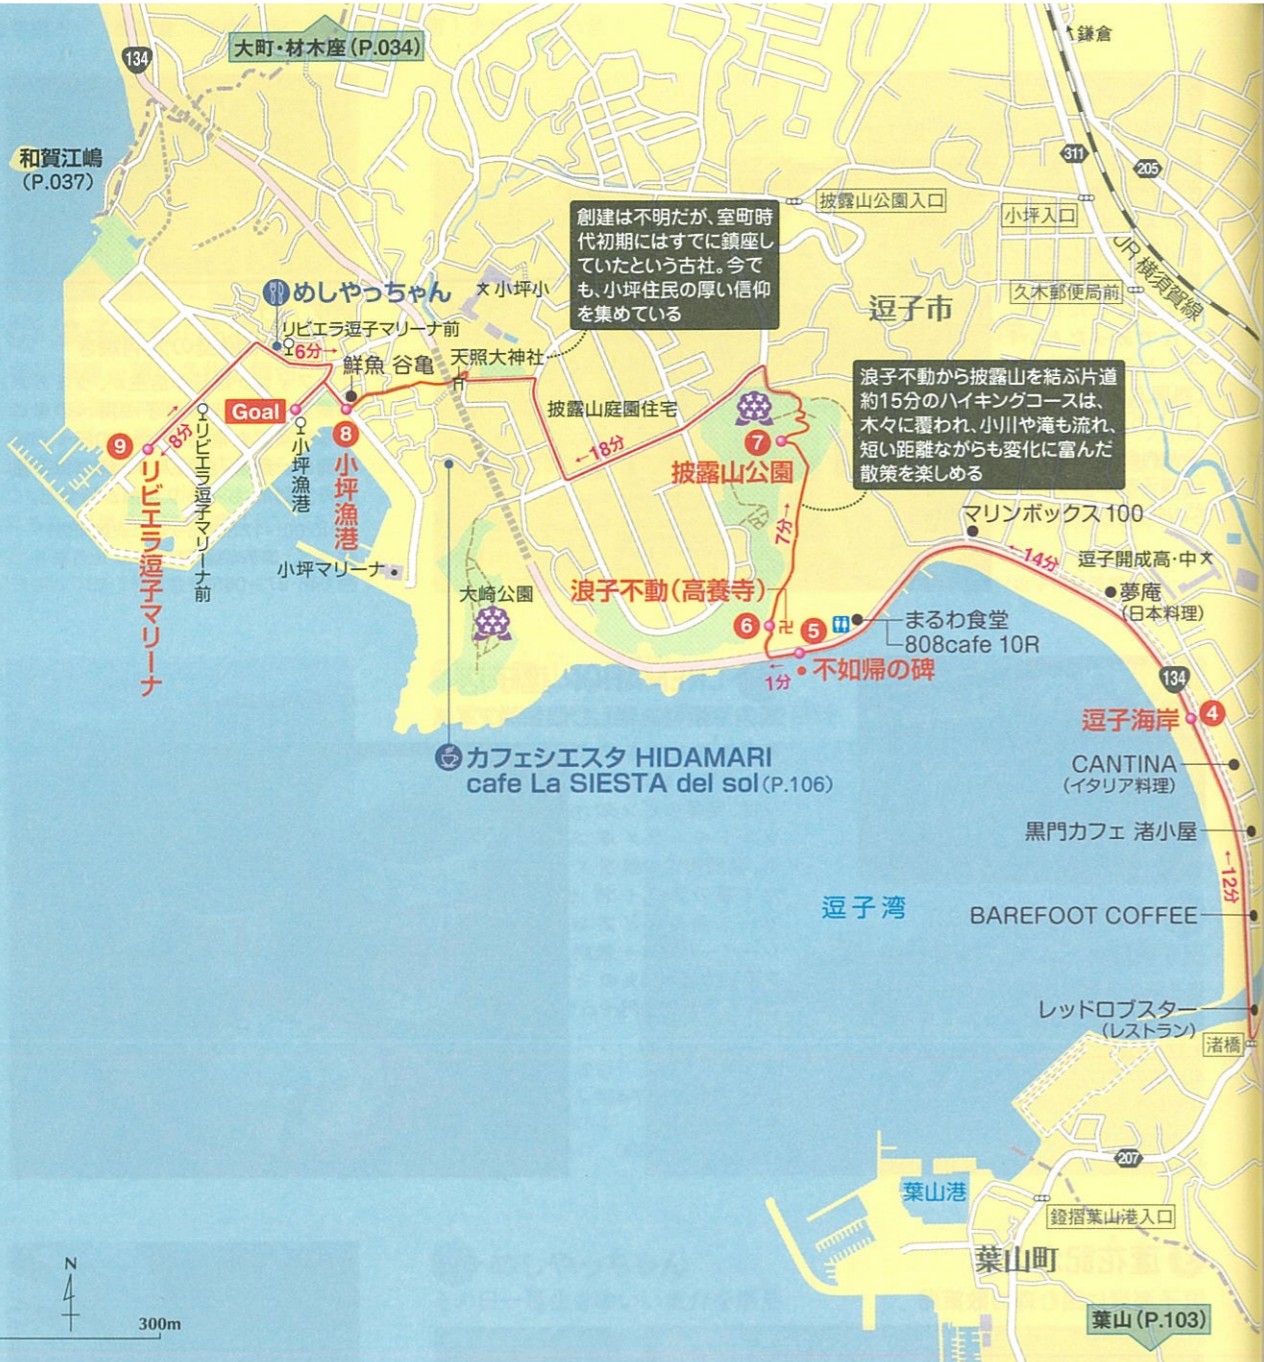 大町・材木座(P.034)
134
鎌倉
和賀江嶋
(P.037)
311
205
披露山公園入口
小坪入口
JR 横須賀線
久木郵便局前
創建は不明だが、室町時
代初期にはすでに鎮座し
ていたという古社。今で
も、小坪住民の厚い信仰
を集めている
逗子市
めしやっちゃん
小坪小
リビエラ逗子マリーナ前
6分→
鮮魚 谷亀
天照大神社
披露山庭園住宅
浪子不動から披露山を結ぶ片道
約15分のハイキングコースは、
木々に覆われ、小川や滝も流れ、
短い距離ながらも変化に富んだ
散策を楽しめる
Goal
8
小坪漁港
小坪漁港
9
リビエラ逗子マリーナ
←8分→
リビエラ逗子マリーナ前
←18分
7
披露山公園
7分→
マリンボックス100
←14分
逗子開成高・中
夢庵
(日本料理)
小坪マリーナ
大崎公園
浪子不動(高養寺)
6
5
まるわ食堂
808cafe 10R
不如帰の碑
←1分
134
逗子海岸
4
カフェシエスタ HIDAMARI
cafe La SIESTA del sol(P.106)
CANTINA
(イタリア料理)
黒門カフェ 渚小屋
←12分
逗子湾
BAREFOOT COFFEE
レッドロブスター
(レストラン)
渚橋
207
葉山港
鐙摺葉山港入口
葉山町
N
300m
葉山(P.103)